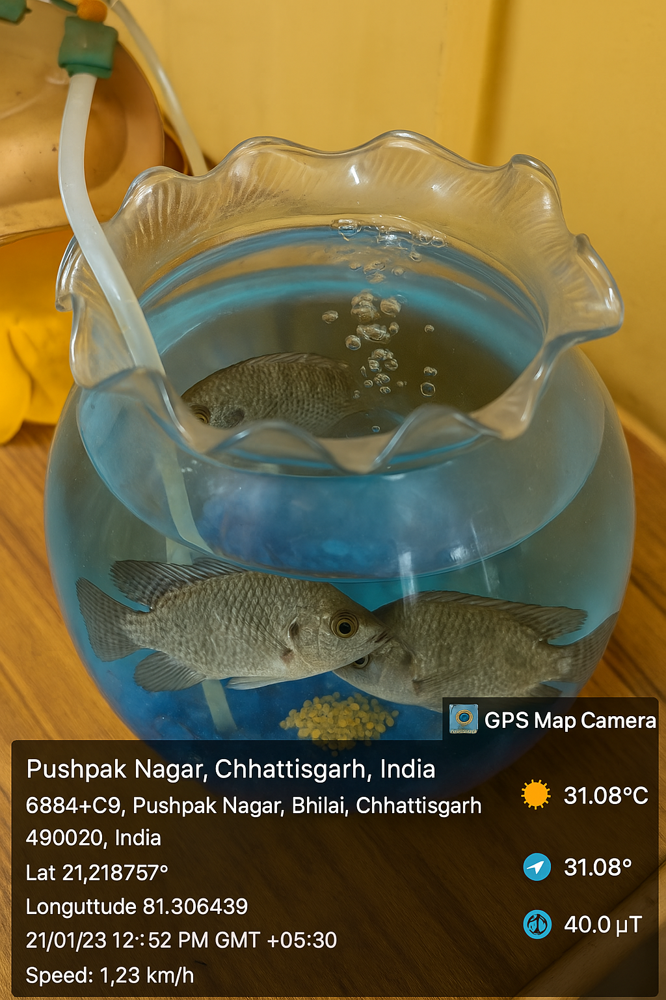 GPS Map Camera
Pushpak Nagar, Chhattisgarh, India
6884+C9, Pushpak Nagar, Bhilai, Chhattisgarh
490020, India
Lat 21,218757°
Longuttude 81.306439
21/01/23 12:52 PM GMT +05:30
Speed: 1,23 km/h
31.08°C
31.08°
40.0 µT